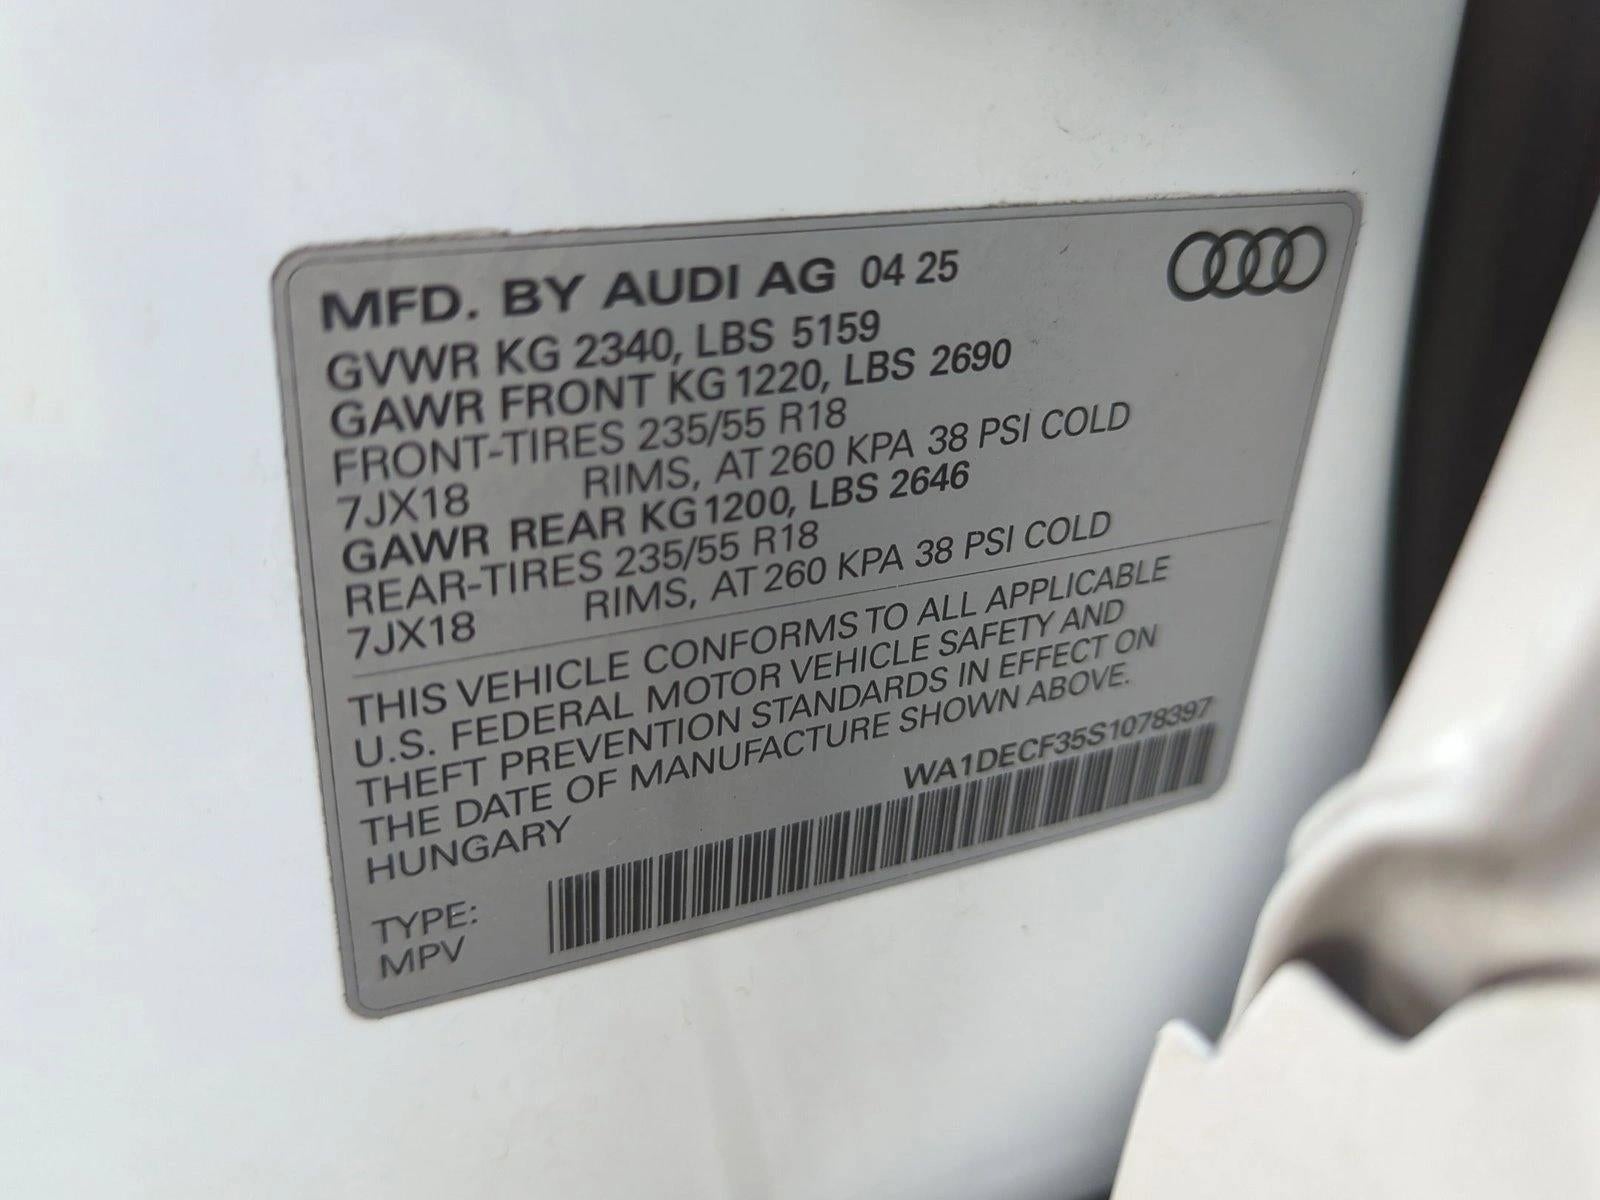 MFD. BY AUDI AG 04 25
GVWR KG 2340, LBS 5159
GAWR FRONT KG 1220, LBS 2690
FRONT-TIRES 235/55 R18
7JX18 RIMS, AT 260 KPA 38 PSI COLD
GAWR REAR KG 1200, LBS 2646
REAR-TIRES 235/55 R18
7JX18 RIMS, AT 260 KPA 38 PSI COLD
THIS VEHICLE CONFORMS TO ALL APPLICABLE
U.S. FEDERAL MOTOR VEHICLE SAFETY AND
THEFT PREVENTION STANDARDS IN EFFECT ON
THE DATE OF MANUFACTURE SHOWN ABOVE.
HUNGARY
WA1DECF35S1078397
TYPE:
MPV